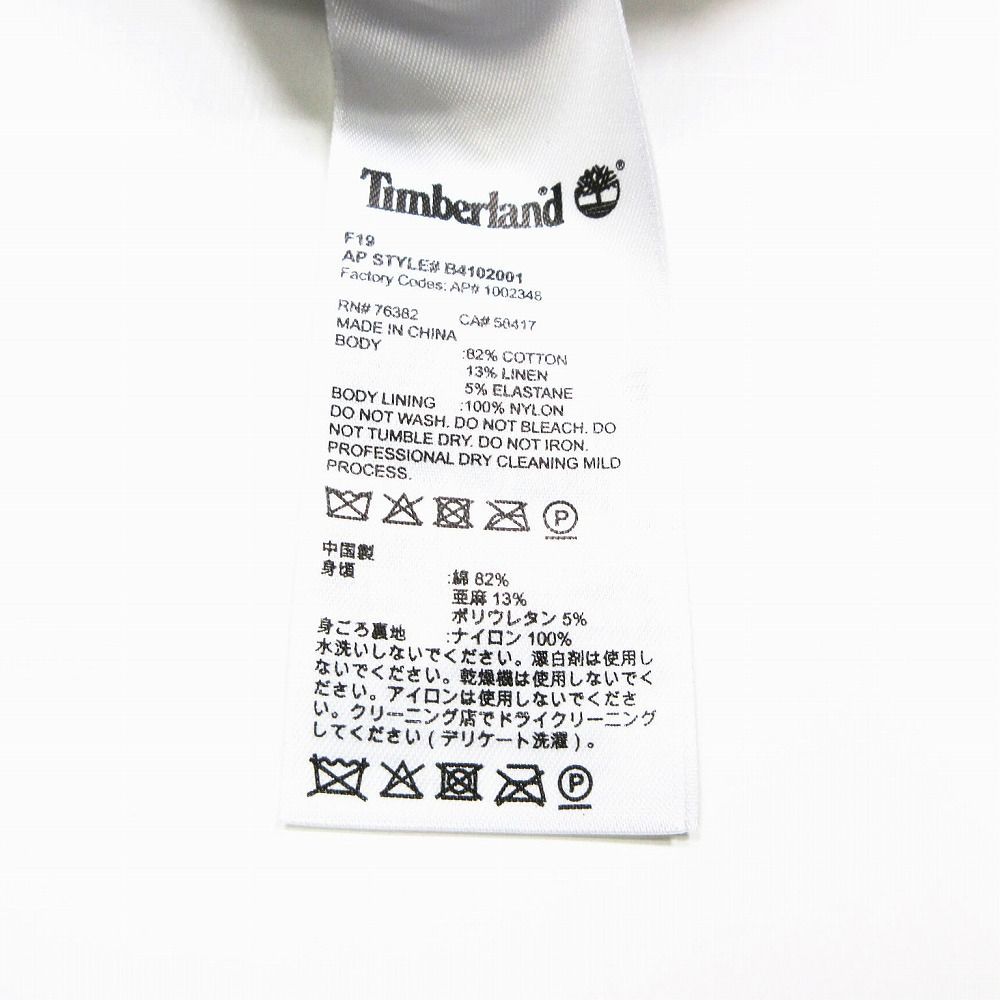 Timberland
F19
AP STYLE# B4102001
Factory Codes: AP# 1002348
RN# 76382 CA# 58417
MADE IN CHINA
BODY :82% COTTON
13% LINEN
5% ELASTANE
BODY LINING :100% NYLON
DO NOT WASH. DO NOT BLEACH. DO
NOT TUMBLE DRY. DO NOT IRON.
PROFESSIONAL DRY CLEANING MILD
PROCESS.
P
中国製
身頃 :綿 82%
亜麻 13%
ポリウレタン 5%
身ごろ裏地 :ナイロン 100%
水洗いしないでください。漂白剤は使用し
ないでください。乾燥機は使用しないでく
ださい。アイロンは使用しないでくださ
い。クリーニング店でドライクリーニング
してください ( デリケート洗濯 ) 。
P